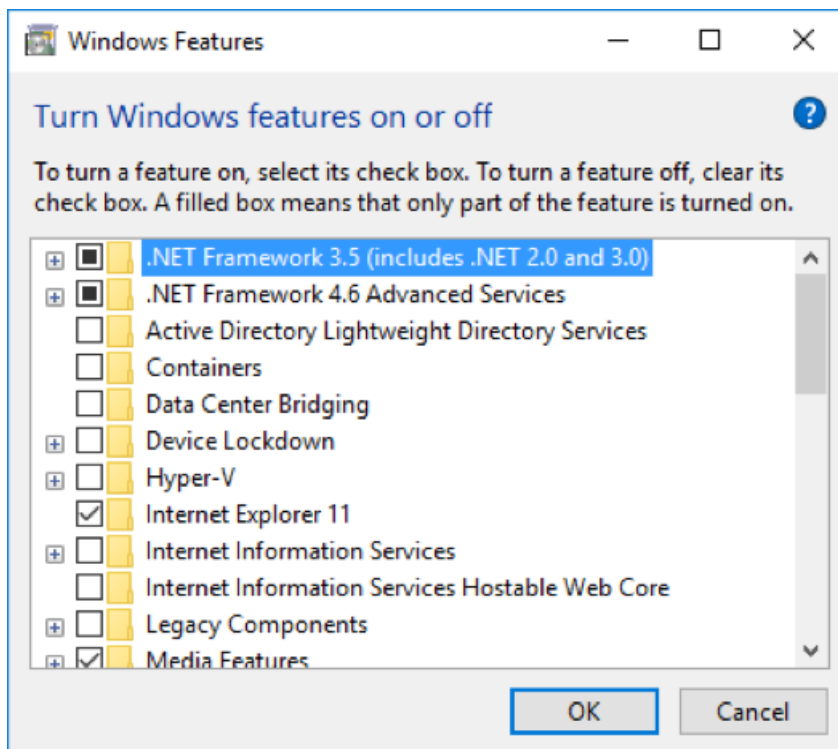 Windows Features
Turn Windows features on or off
To turn a feature on, select its check box. To turn a feature off, clear its
check box. A filled box means that only part of the feature is turned on.
.NET Framework 3.5 (includes .NET 2.0 and 3.0)
.NET Framework 4.6 Advanced Services
Active Directory Lightweight Directory Services
Containers
Data Center Bridging
Device Lockdown
Hyper-V
Internet Explorer 11
Internet Information Services
Internet Information Services Hostable Web Core
Legacy Components
Media Features
OK
Cancel